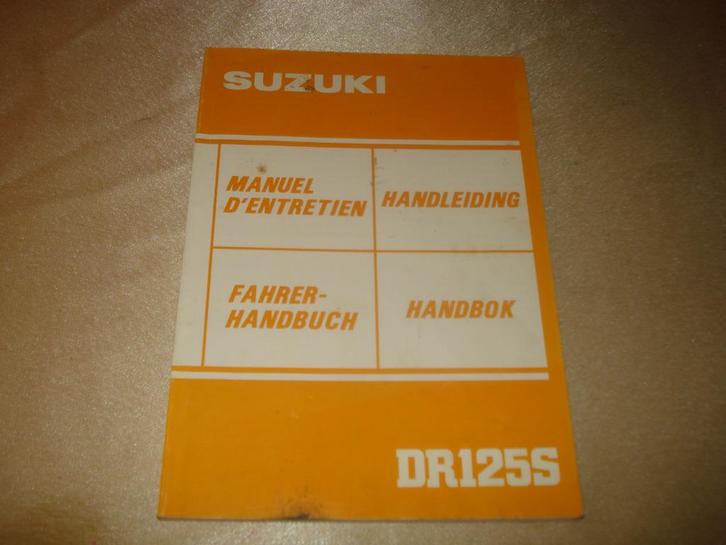 SUZUKI
MANUEL
D'ENTRETIEN
HANDLEIDING
FAHRER-
HANDBUCH
HANDBOK
DR125S